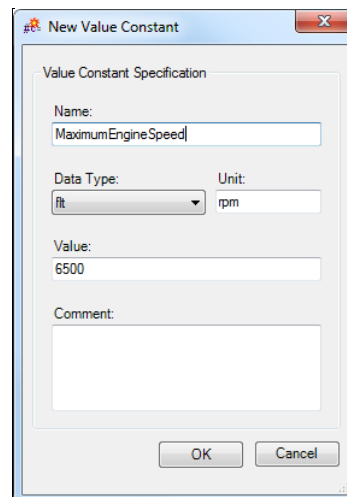 New Value Constant
Value Constant Specification
Name:
MaximumEngineSpeed
Data Type: Unit:
flt rpm
Value:
6500
Comment:
OK Cancel